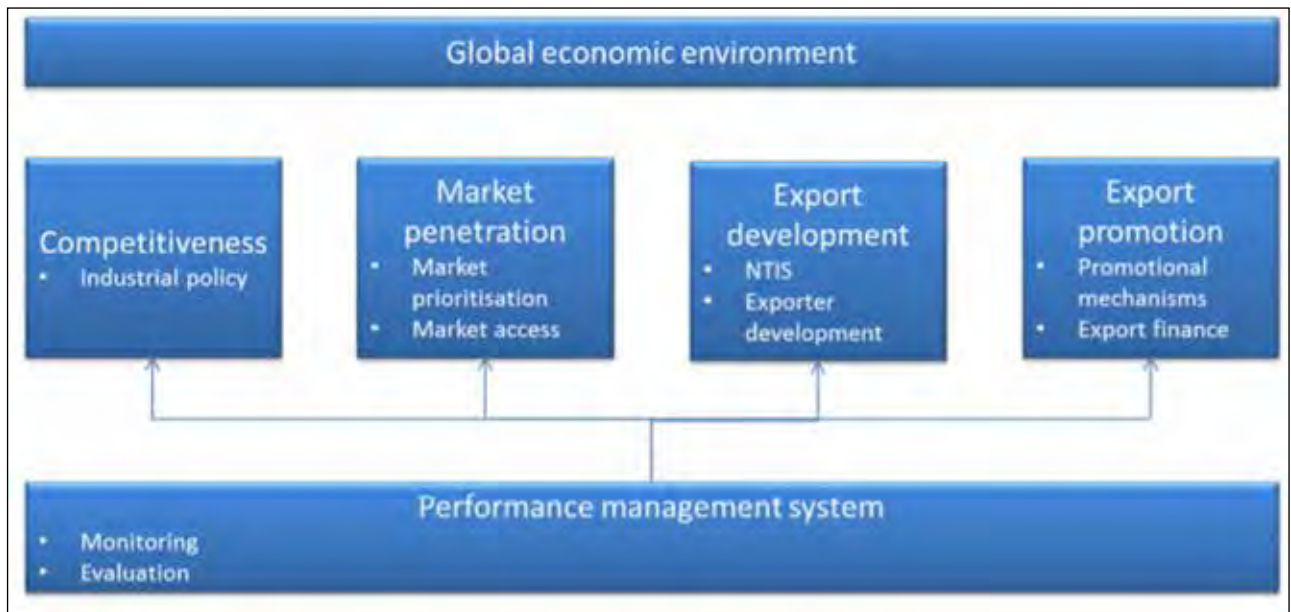 Global economic environment
Competitiveness
• Industrial policy
Market
penetration
• Market
prioritisation
• Market access
Export
development
• NTIS
• Exporter
development
Export
promotion
• Promotional
mechanisms
• Export finance
Performance management system
• Monitoring
• Evaluation